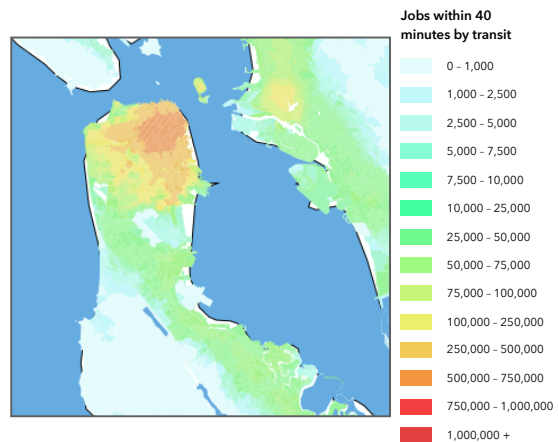 Jobs within 40
minutes by transit
0 – 1,000
1,000 – 2,500
2,500 – 5,000
5,000 – 7,500
7,500 – 10,000
10,000 – 25,000
25,000 – 50,000
50,000 – 75,000
75,000 – 100,000
100,000 – 250,000
250,000 – 500,000
500,000 – 750,000
750,000 – 1,000,000
1,000,000 +